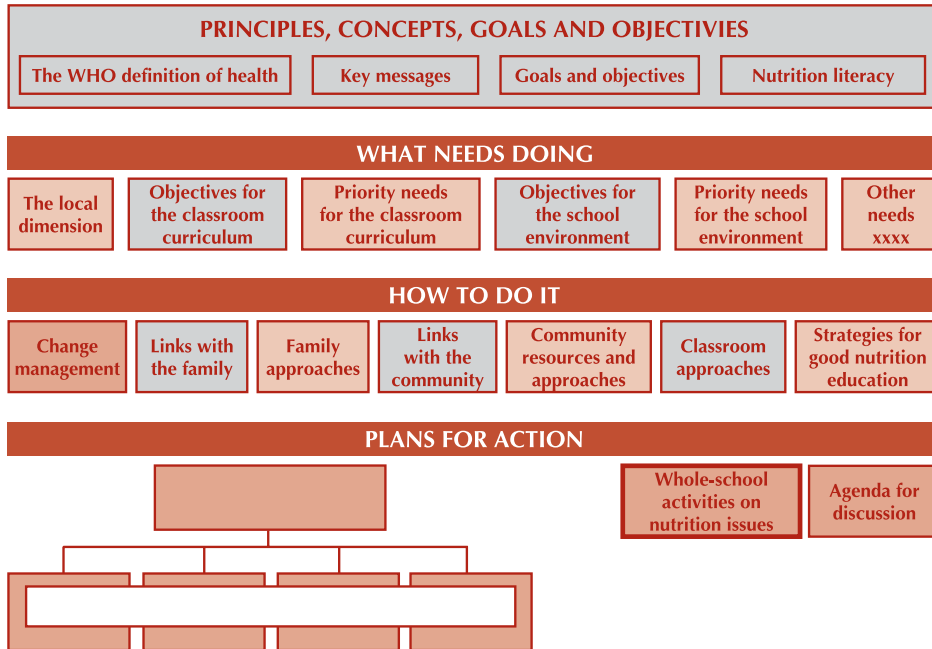 PRINCIPLES, CONCEPTS, GOALS AND OBJECTIVIES
The WHO definition of health
Key messages
Goals and objectives
Nutrition literacy
WHAT NEEDS DOING
The local
dimension
Objectives for
the classroom
curriculum
Priority needs
for the classroom
curriculum
Objectives for
the school
environment
Priority needs
for the school
environment
Other
needs
xxxx
HOW TO DO IT
Change
management
Links with
the family
Family
approaches
Links
with the
community
Community
resources and
approaches
Classroom
approaches
Strategies for
good nutrition
education
PLANS FOR ACTION
Whole-school
activities on
nutrition issues
Agenda for
discussion